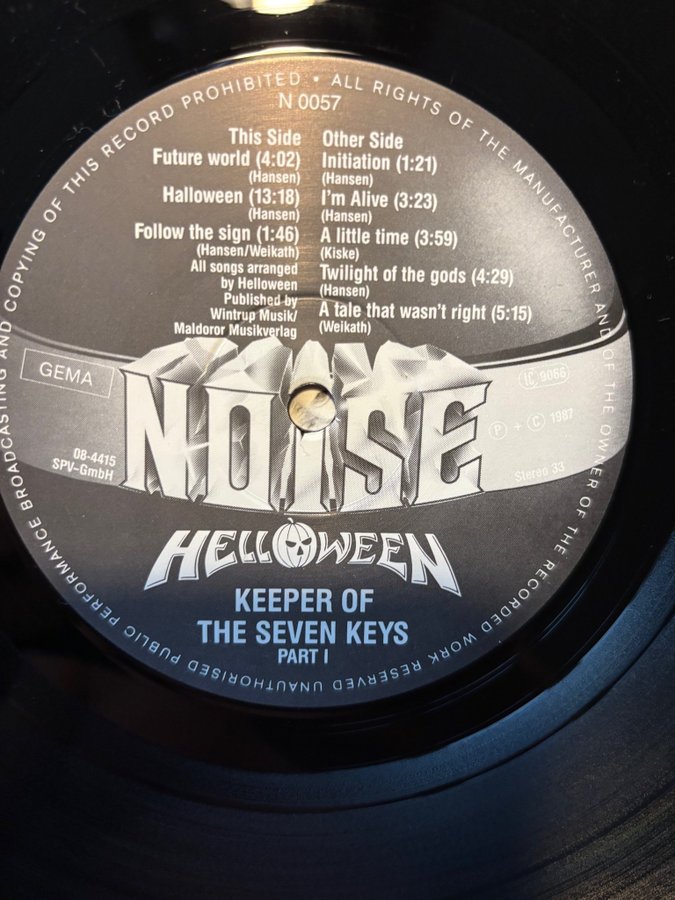 UNAUTHORISED PUBLIC PERFORMANCE BROADCASTING AND COPYING OF THIS RECORD PROHIBITED • ALL RIGHTS OF THE MANUFACTURER AND OF THE OWNER OF THE RECORDED WORK RESERVED
N 0057
This Side
Future world (4:02)
(Hansen)
Halloween (13:18)
(Hansen)
Follow the sign (1:46)
(Hansen/Weikath)
All songs arranged
by Helloween
Published by
Wintrup Musik/
Maldoror Musikverlag
Other Side
Initiation (1:21)
(Hansen)
I'm Alive (3:23)
(Hansen)
A little time (3:59)
(Kiske)
Twilight of the gods (4:29)
(Hansen)
A tale that wasn't right (5:15)
(Weikath)
GEMA
LC 9066
08-4415
SPV-GmbH
NOISE
Ⓟ + Ⓒ 1987
Stereo 33
HELLOWEEN
KEEPER OF
THE SEVEN KEYS
PART I